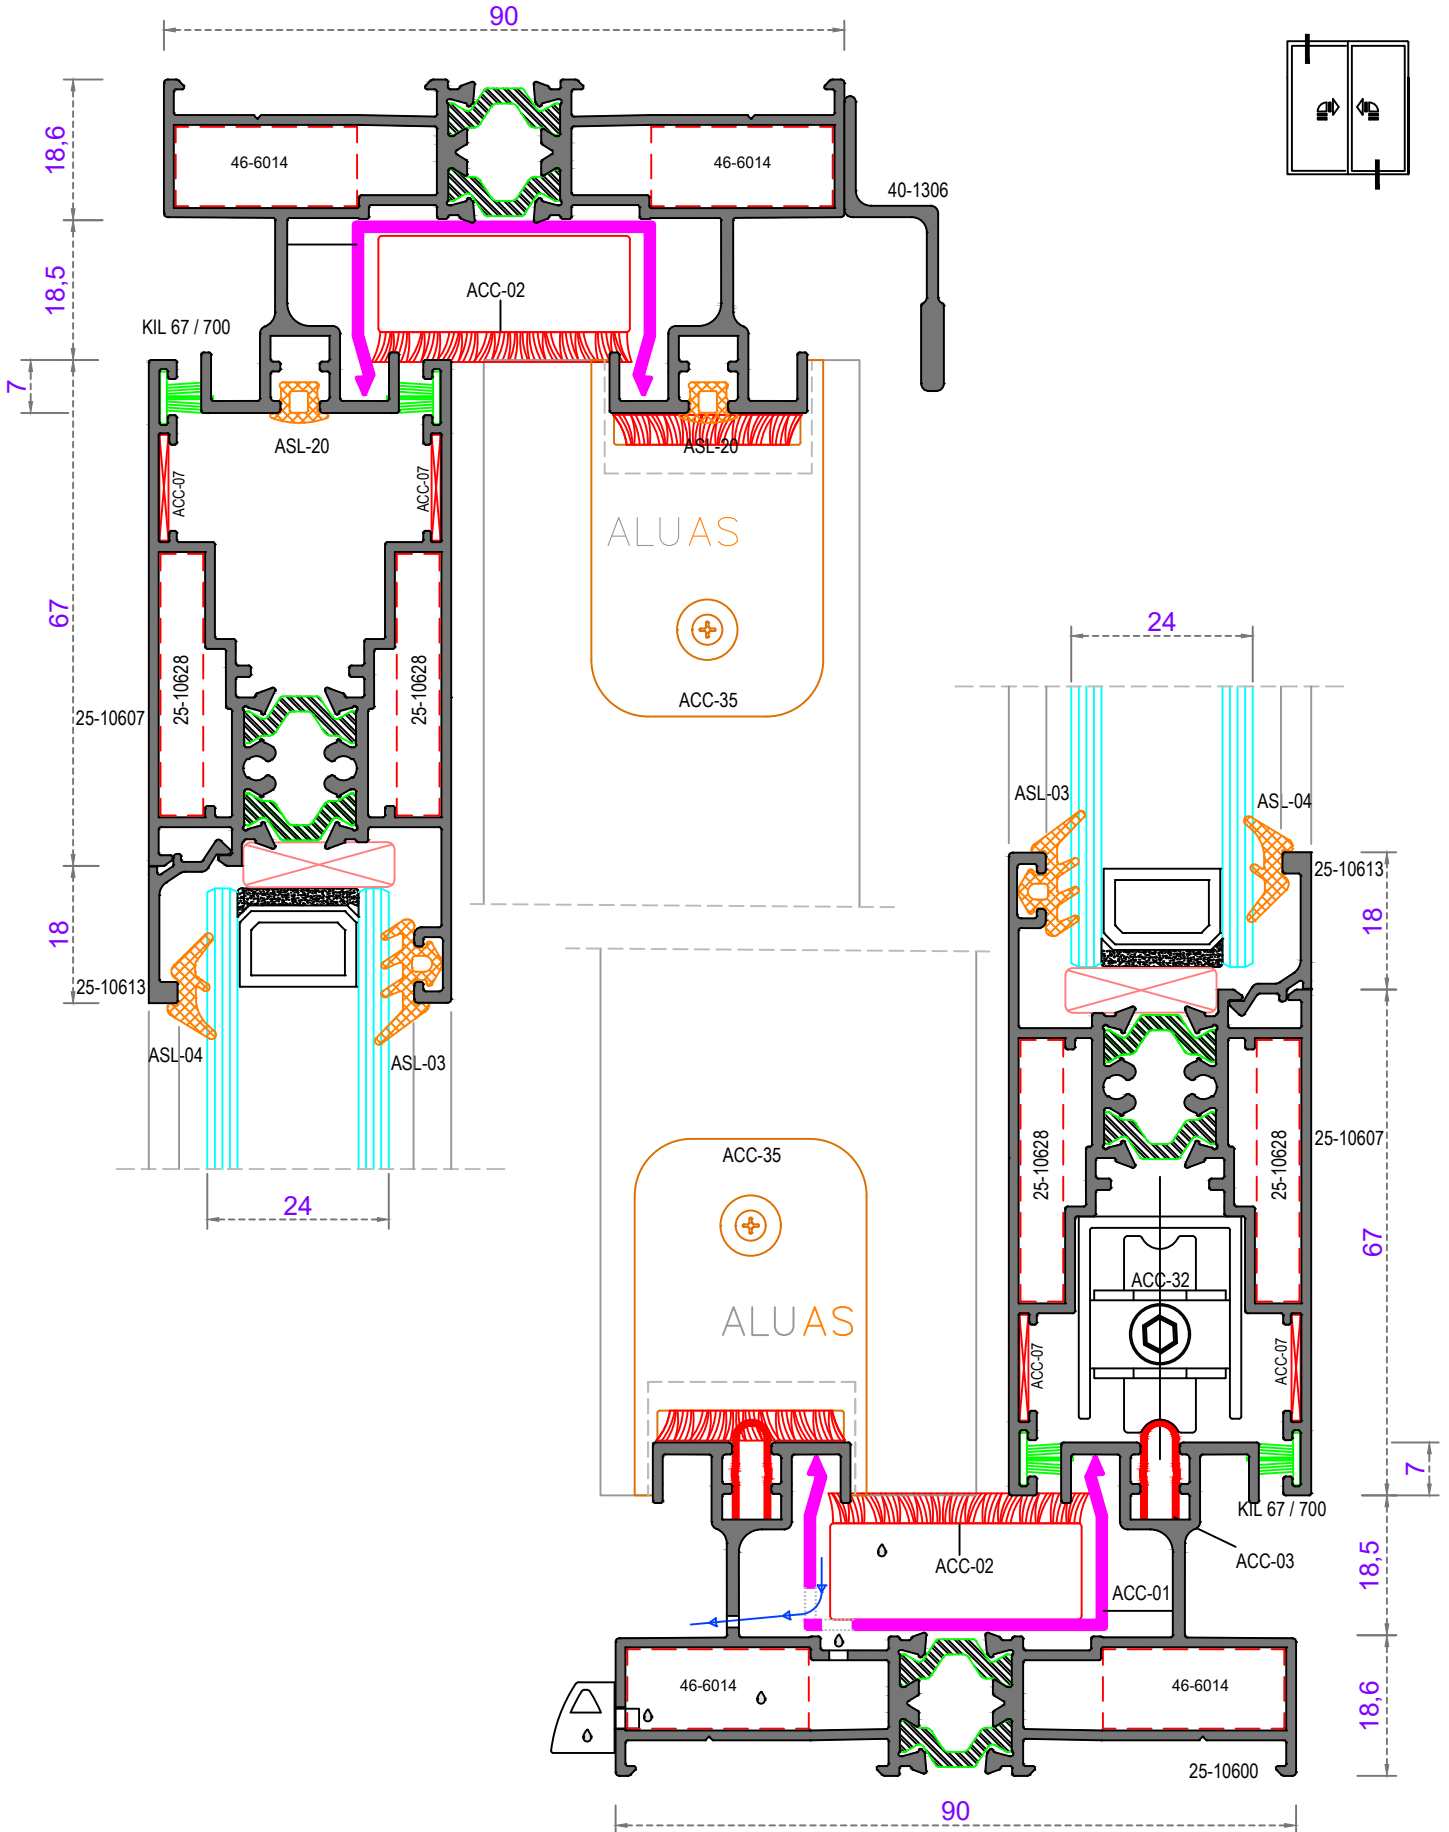 90
18,6
46-6014
46-6014
40-1306
18,5
ACC-02
KIL 67 / 700
7
ASL-20
ASL-20
ACC-07
ACC-07
ALUAS
67
24
25-10628
25-10628
ACC-35
25-10607
ASL-03
ASL-04
25-10613
18
18
25-10613
ASL-04
ASL-03
25-10628
25-10628
25-10607
ACC-35
24
67
ACC-32
ALUAS
ACC-07
ACC-07
7
KIL 67 / 700
ACC-02
ACC-03
18,5
ACC-01
46-6014
46-6014
18,6
25-10600
90